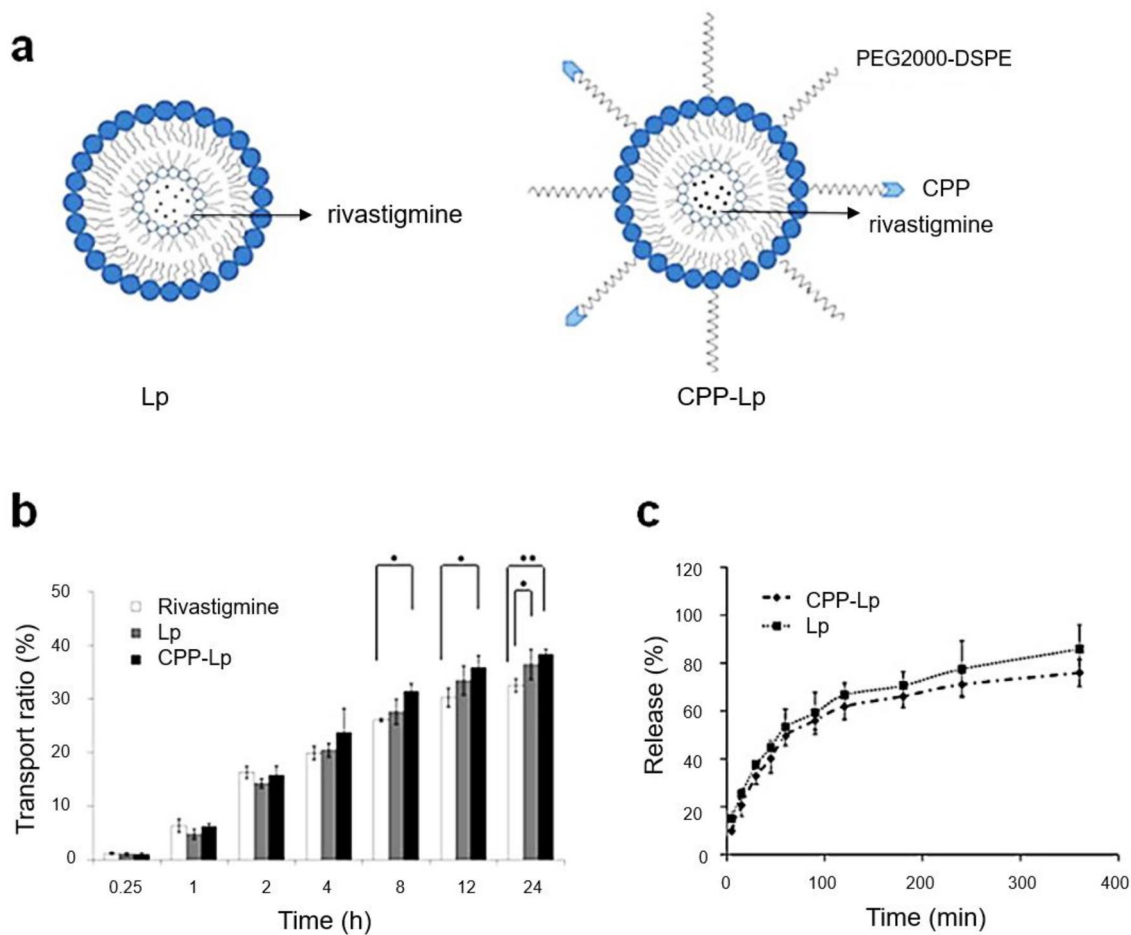 a
PEG2000-DSPE
CPP
rivastigmine
rivastigmine
Lp
CPP-Lp
b
Transport ratio (%)
50
40
30
20
10
0
Rivastigmine
Lp
CPP-Lp
0.25 1 2 4 8 12 24
Time (h)
c
Release (%)
120
100
80
60
40
20
0
CPP-Lp
Lp
0 100 200 300 400
Time (min)